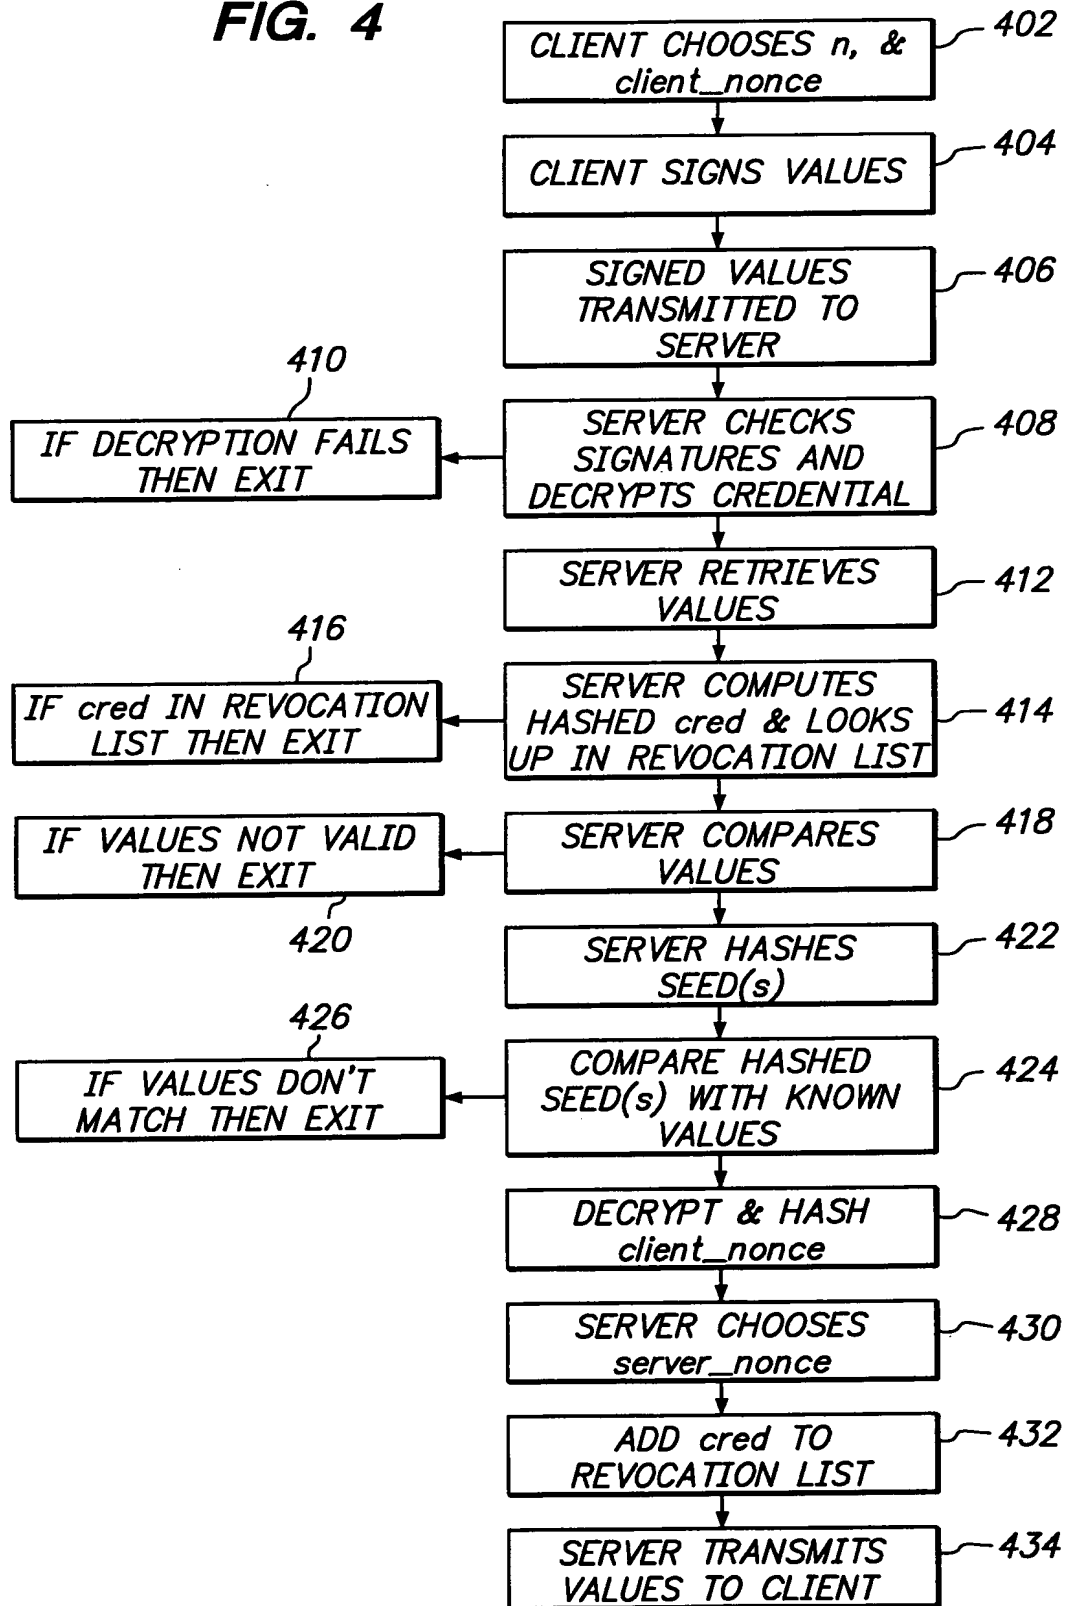 FIG. 4
CLIENT CHOOSES n, &
client_nonce
402
CLIENT SIGNS VALUES
404
SIGNED VALUES
TRANSMITTED TO
SERVER
406
SERVER CHECKS
SIGNATURES AND
DECRYPTS CREDENTIAL
408
410
IF DECRYPTION FAILS
THEN EXIT
SERVER RETRIEVES
VALUES
412
SERVER COMPUTES
HASHED cred & LOOKS
UP IN REVOCATION LIST
414
416
IF cred IN REVOCATION
LIST THEN EXIT
SERVER COMPARES
VALUES
418
IF VALUES NOT VALID
THEN EXIT
420
SERVER HASHES
SEED(s)
422
COMPARE HASHED
SEED(s) WITH KNOWN
VALUES
424
426
IF VALUES DON'T
MATCH THEN EXIT
DECRYPT & HASH
client_nonce
428
SERVER CHOOSES
server_nonce
430
ADD cred TO
REVOCATION LIST
432
SERVER TRANSMITS
VALUES TO CLIENT
434